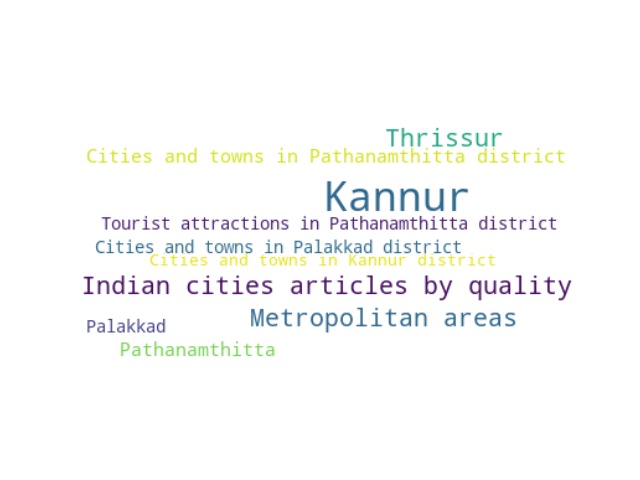 Thrissur
Cities and towns in Pathanamthitta district
Kannur
Tourist attractions in Pathanamthitta district
Cities and towns in Palakkad district
Cities and towns in Kannur district
Indian cities articles by quality
Metropolitan areas
Palakkad
Pathanamthitta